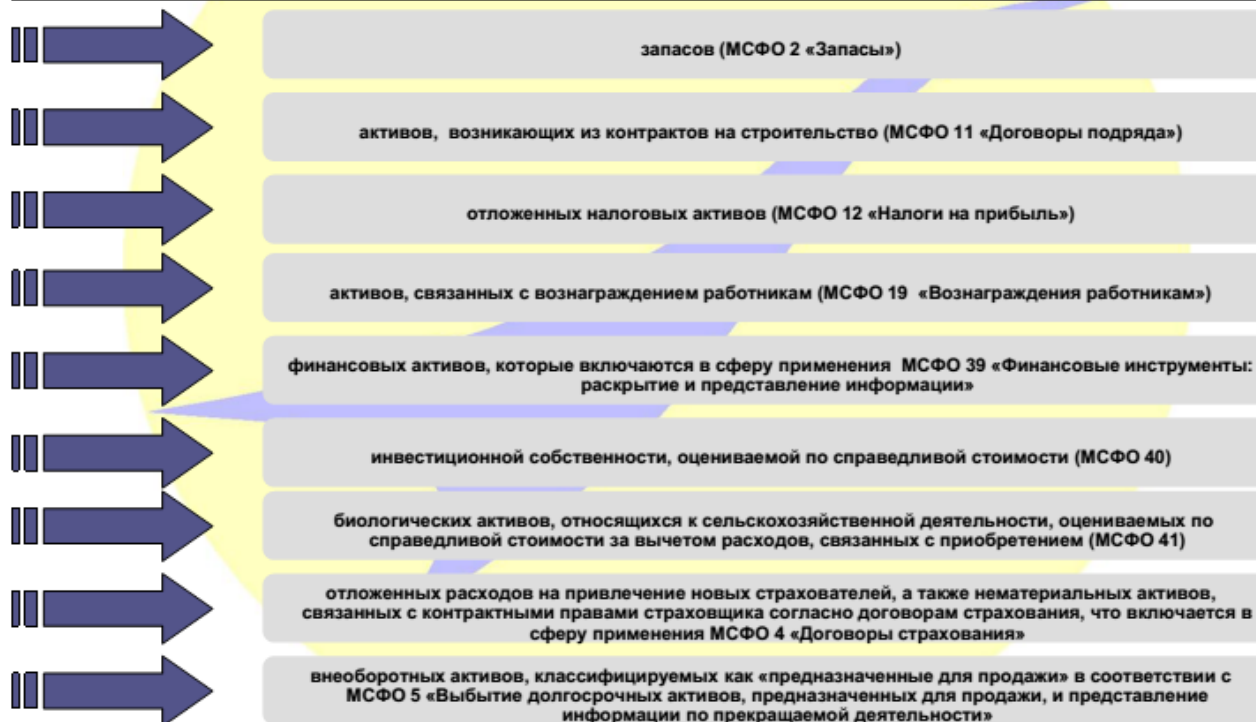 запасов (МСФО 2 «Запасы»)
активов, возникающих из контрактов на строительство (МСФО 11 «Договоры подряда»)
отложенных налоговых активов (МСФО 12 «Налоги на прибыль»)
активов, связанных с вознаграждением работникам (МСФО 19 «Вознаграждения работникам»)
финансовых активов, которые включаются в сферу применения МСФО 39 «Финансовые инструменты:
раскрытие и представление информации»
инвестиционной собственности, оцениваемой по справедливой стоимости (МСФО 40)
биологических активов, относящихся к сельскохозяйственной деятельности, оцениваемых по
справедливой стоимости за вычетом расходов, связанных с приобретением (МСФО 41)
отложенных расходов на привлечение новых страхователей, а также нематериальных активов,
связанных с контрактными правами страховщика согласно договорам страхования, что включается в
сферу применения МСФО 4 «Договоры страхования»
внеоборотных активов, классифицируемых как «предназначенные для продажи» в соответствии с
МСФО 5 «Выбытие долгосрочных активов, предназначенных для продажи, и представление
информации по прекращаемой деятельности»